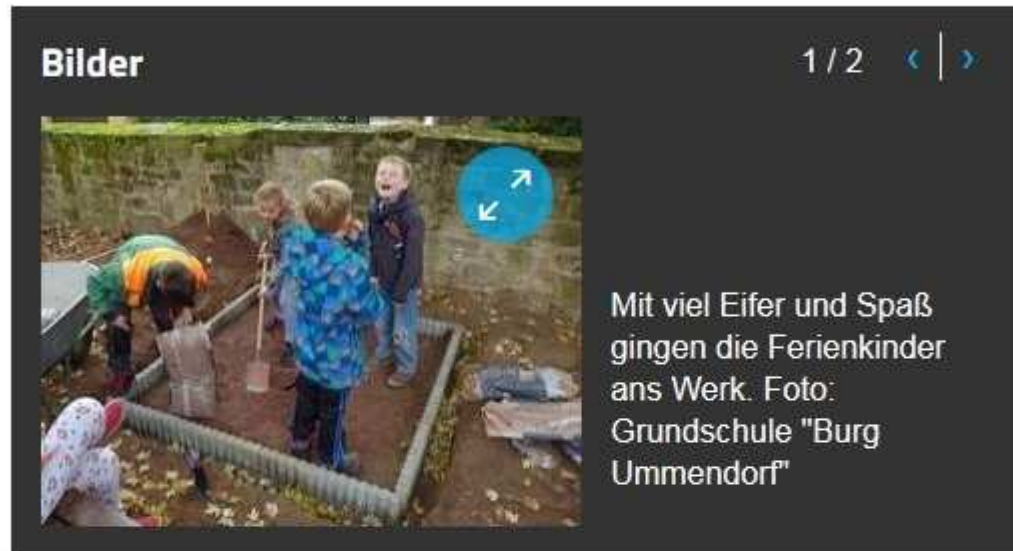 Bilder
1 / 2
Mit viel Eifer und Spaß
gingen die Ferienkinder
ans Werk. Foto:
Grundschule "Burg
Ummendorf"